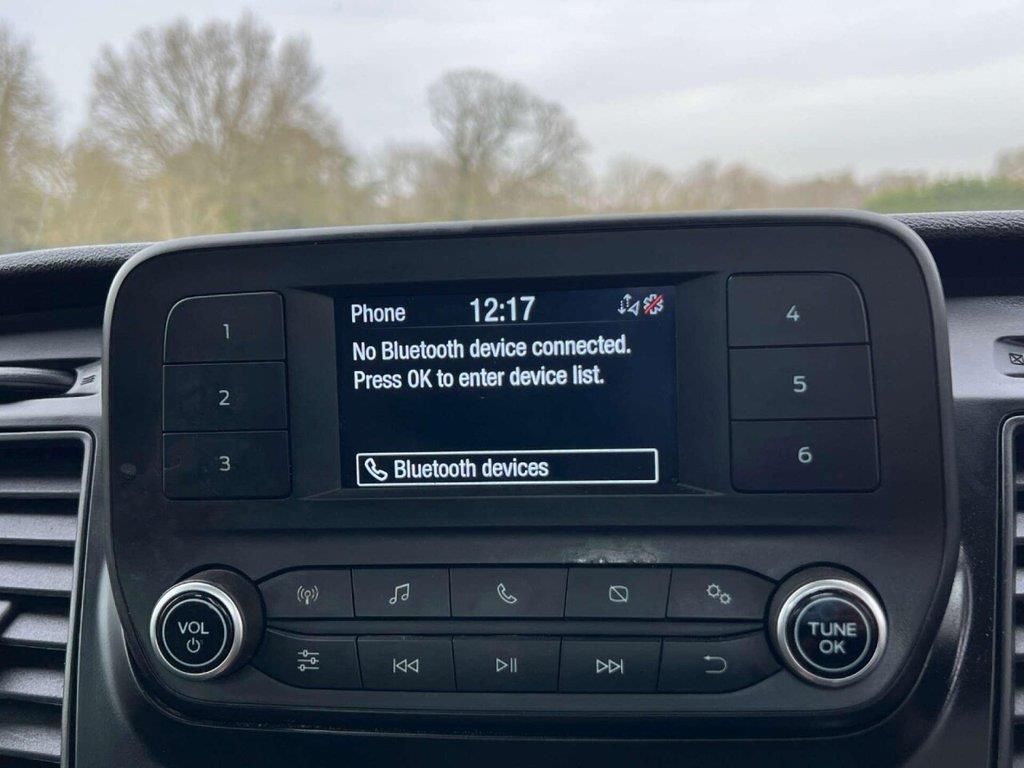 Phone 12:17
No Bluetooth device connected.
Press OK to enter device list.
Bluetooth devices
1
2
3
4
5
6
VOL
TUNE
OK